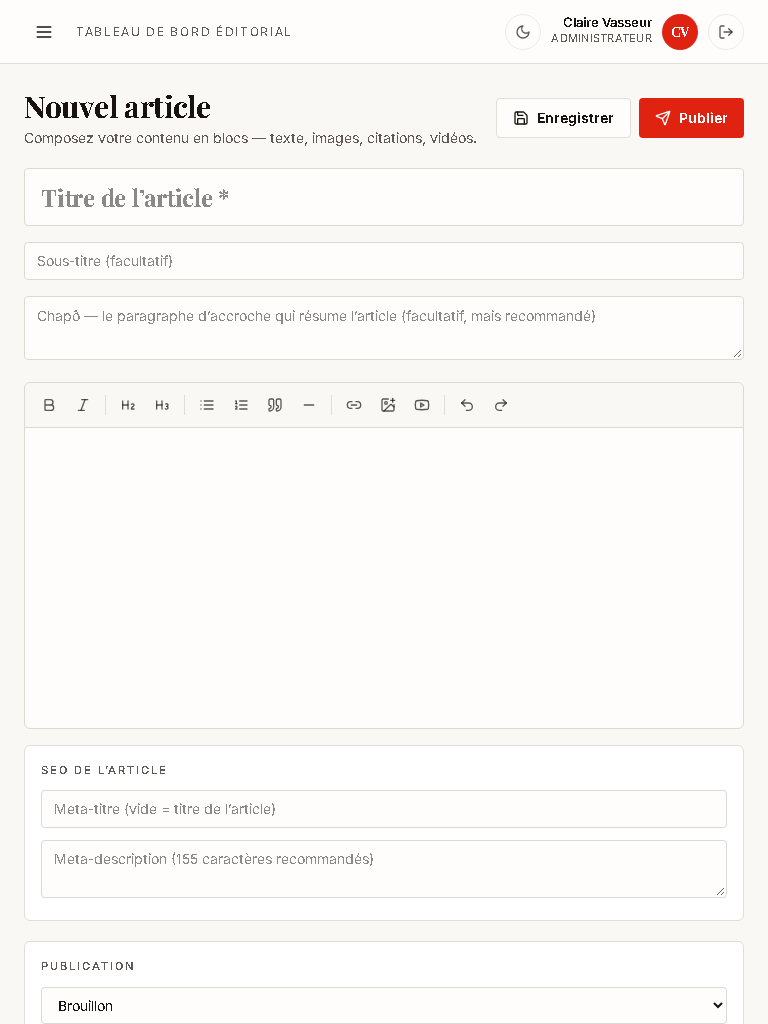 TABLEAU DE BORD ÉDITORIAL
Claire Vasseur
ADMINISTRATEUR
CV
Nouvel article
Composez votre contenu en blocs — texte, images, citations, vidéos.
Enregistrer
Publier
Titre de l’article *
Sous-titre (facultatif)
Chapô — le paragraphe d’accroche qui résume l’article (facultatif, mais recommandé)
B I H2 H3
SEO DE L’ARTICLE
Meta-titre (vide = titre de l’article)
Meta-description (155 caractères recommandés)
PUBLICATION
Brouillon